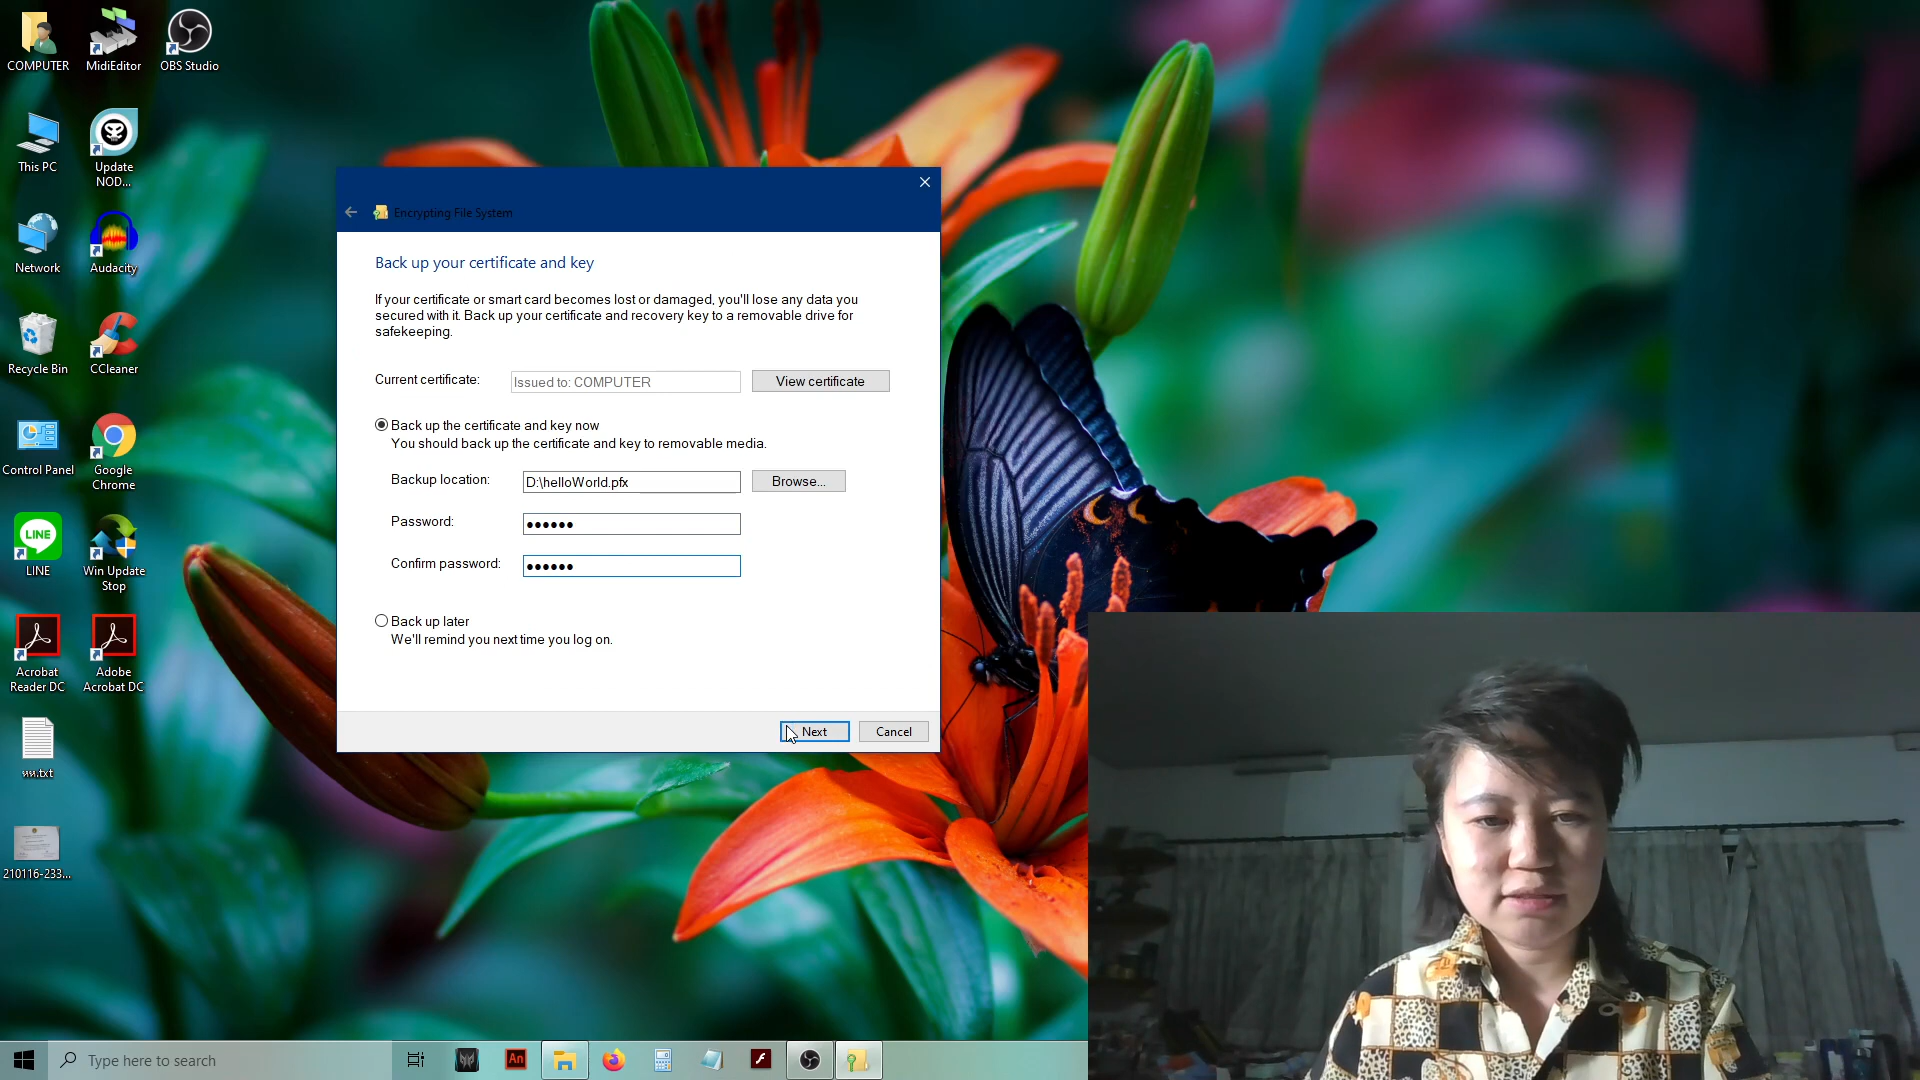 COMPUTER
MidiEditor
OBS Studio
This PC
Update
NOD...
Network
Audacity
Recycle Bin
CCleaner
Control Panel
Google
Chrome
LINE
LINE
Win Update
Stop
Acrobat
Reader DC
Adobe
Acrobat DC
210116-233...
Encrypting File System
Back up your certificate and key
If your certificate or smart card becomes lost or damaged, you'll lose any data you
secured with it. Back up your certificate and recovery key to a removable drive for
safekeeping.
Current certificate:
Issued to: COMPUTER
View certificate
Back up the certificate and key now
You should back up the certificate and key to removable media.
Backup location:
D:\helloWorld.pfx
Browse...
Password:
●●●●●●
Confirm password:
●●●●●●
Back up later
We'll remind you next time you log on.
Next
Cancel
Type here to search
An